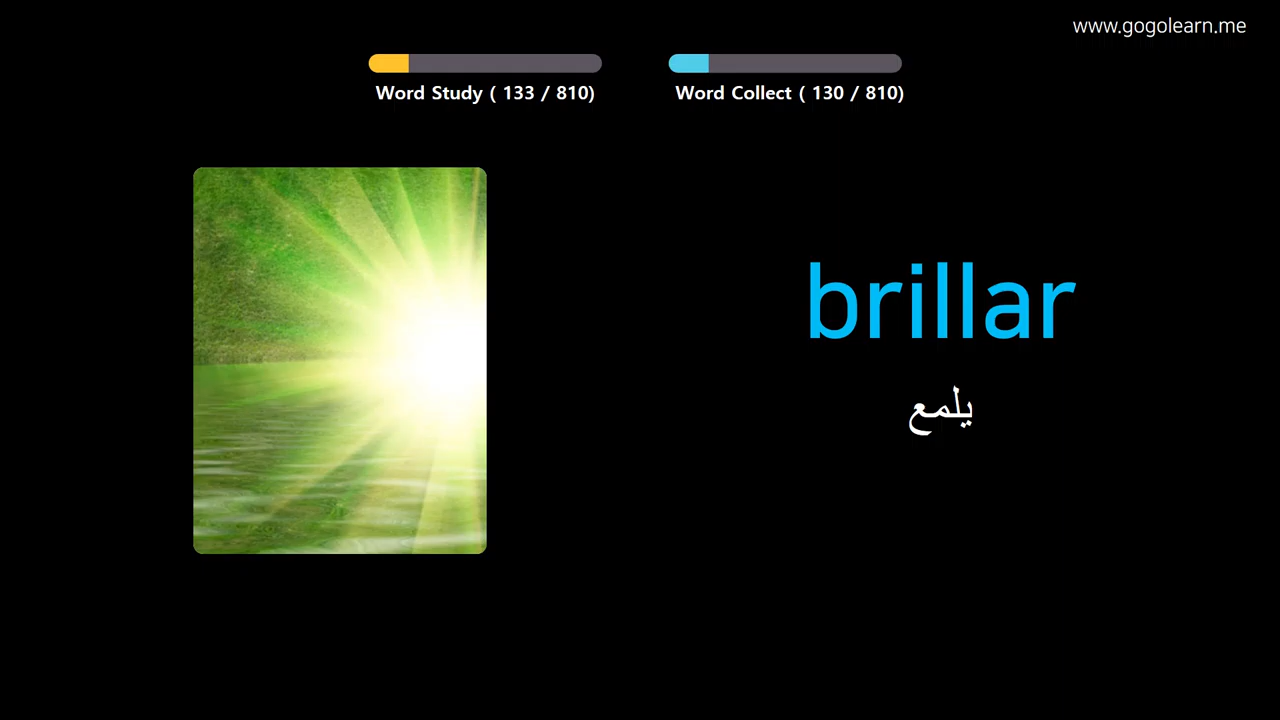 www.gogolearn.me
Word Study ( 133 / 810)
Word Collect ( 130 / 810)
brillar
يلمع